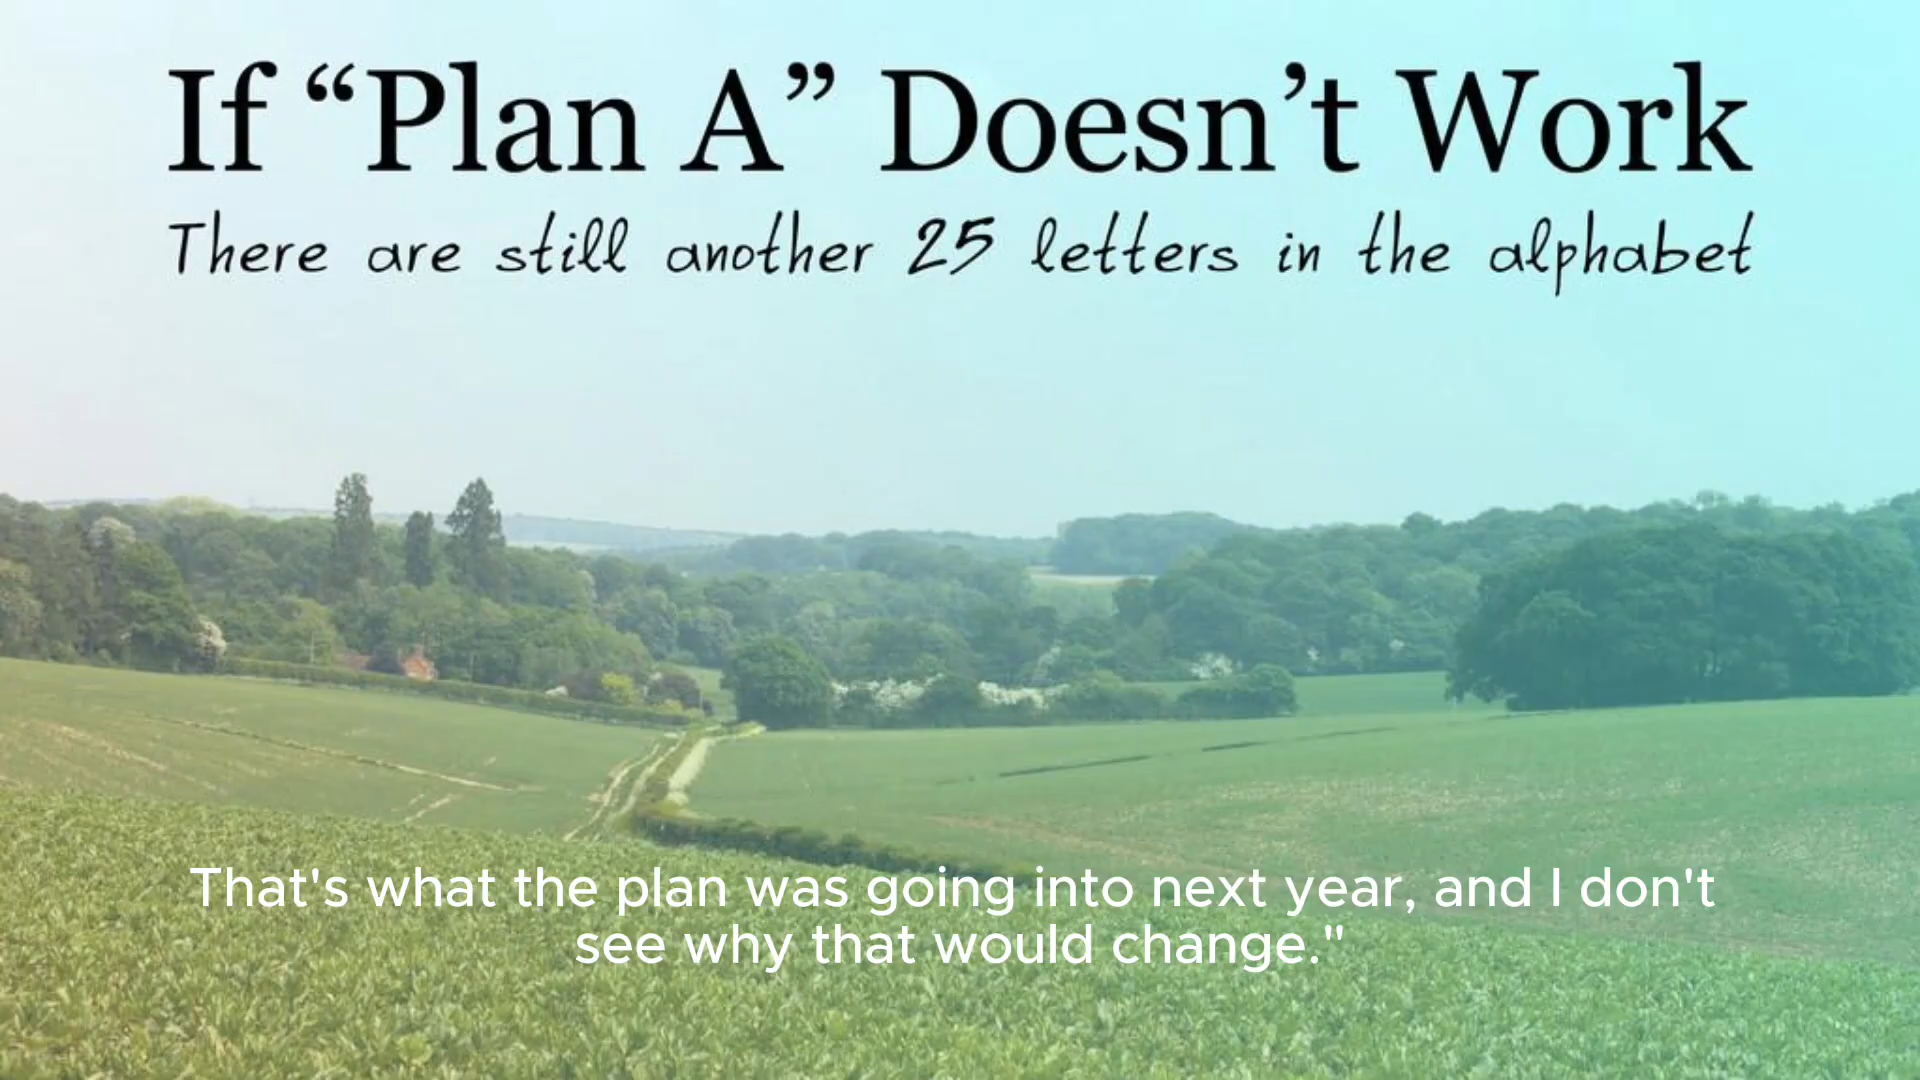 If “Plan A” Doesn’t Work
There are still another 25 letters in the alphabet
That's what the plan was going into next year, and I don't
see why that would change."